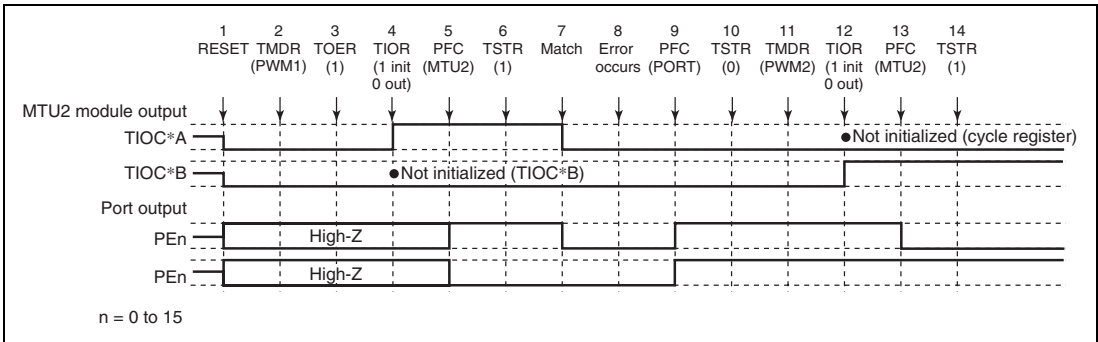 1 2 3 4 5 6 7 8 9 10 11 12 13 14
RESET TMDR TOER TIOR PFC TSTR Match Error PFC TSTR TMDR TIOR PFC TSTR
(PWM1) (1) (1 init (MTU2) (1) occurs (PORT) (0) (PWM2) (1 init (MTU2) (1)
0 out) 0 out)
MTU2 module output
TIOC*A ●Not initialized (cycle register)
TIOC*B ●Not initialized (TIOC*B)
Port output
PEn High-Z
PEn High-Z
n = 0 to 15